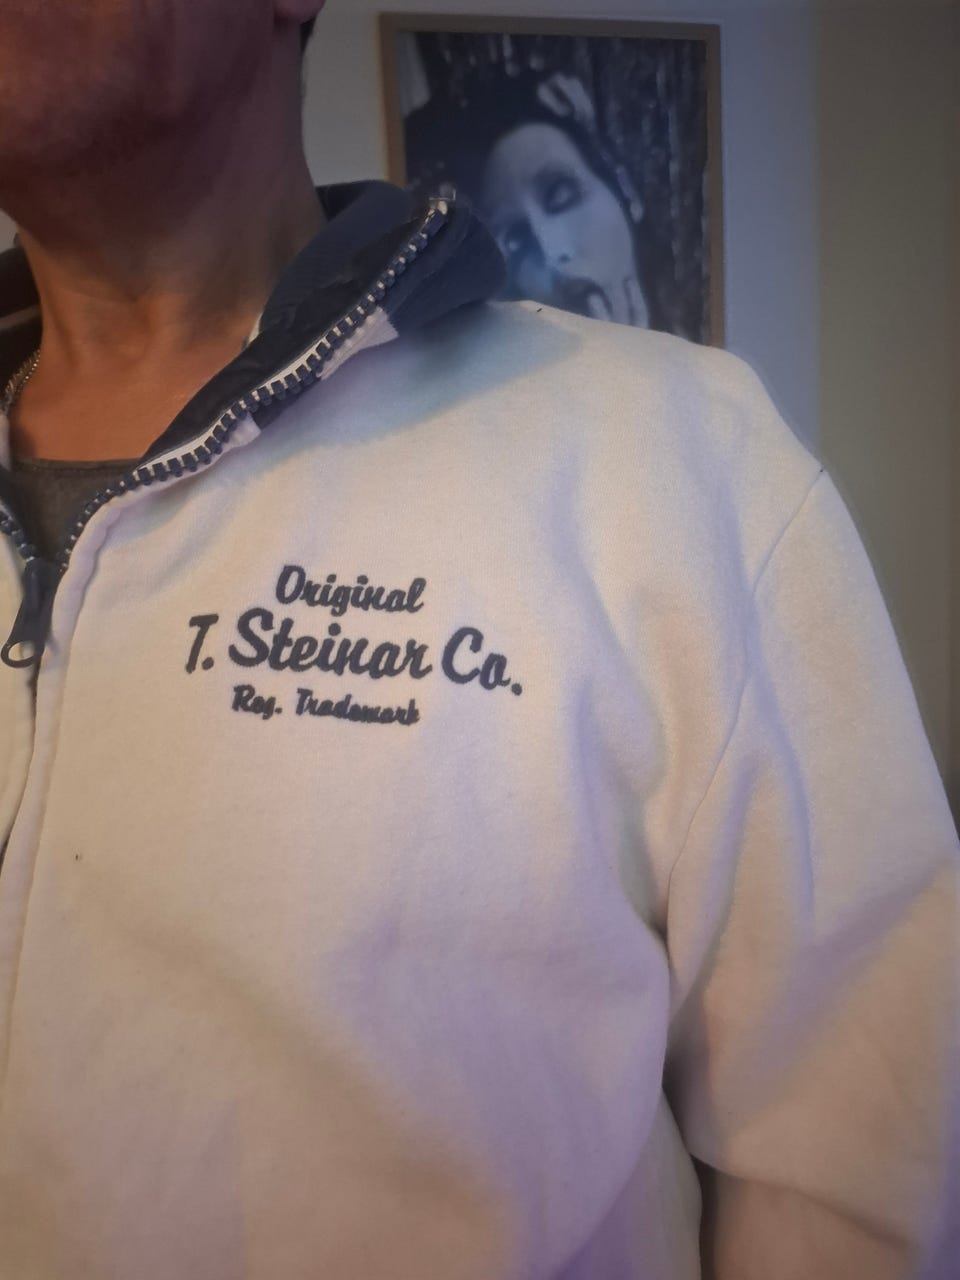 Original
T. Steinar Co.
Reg. Trademark